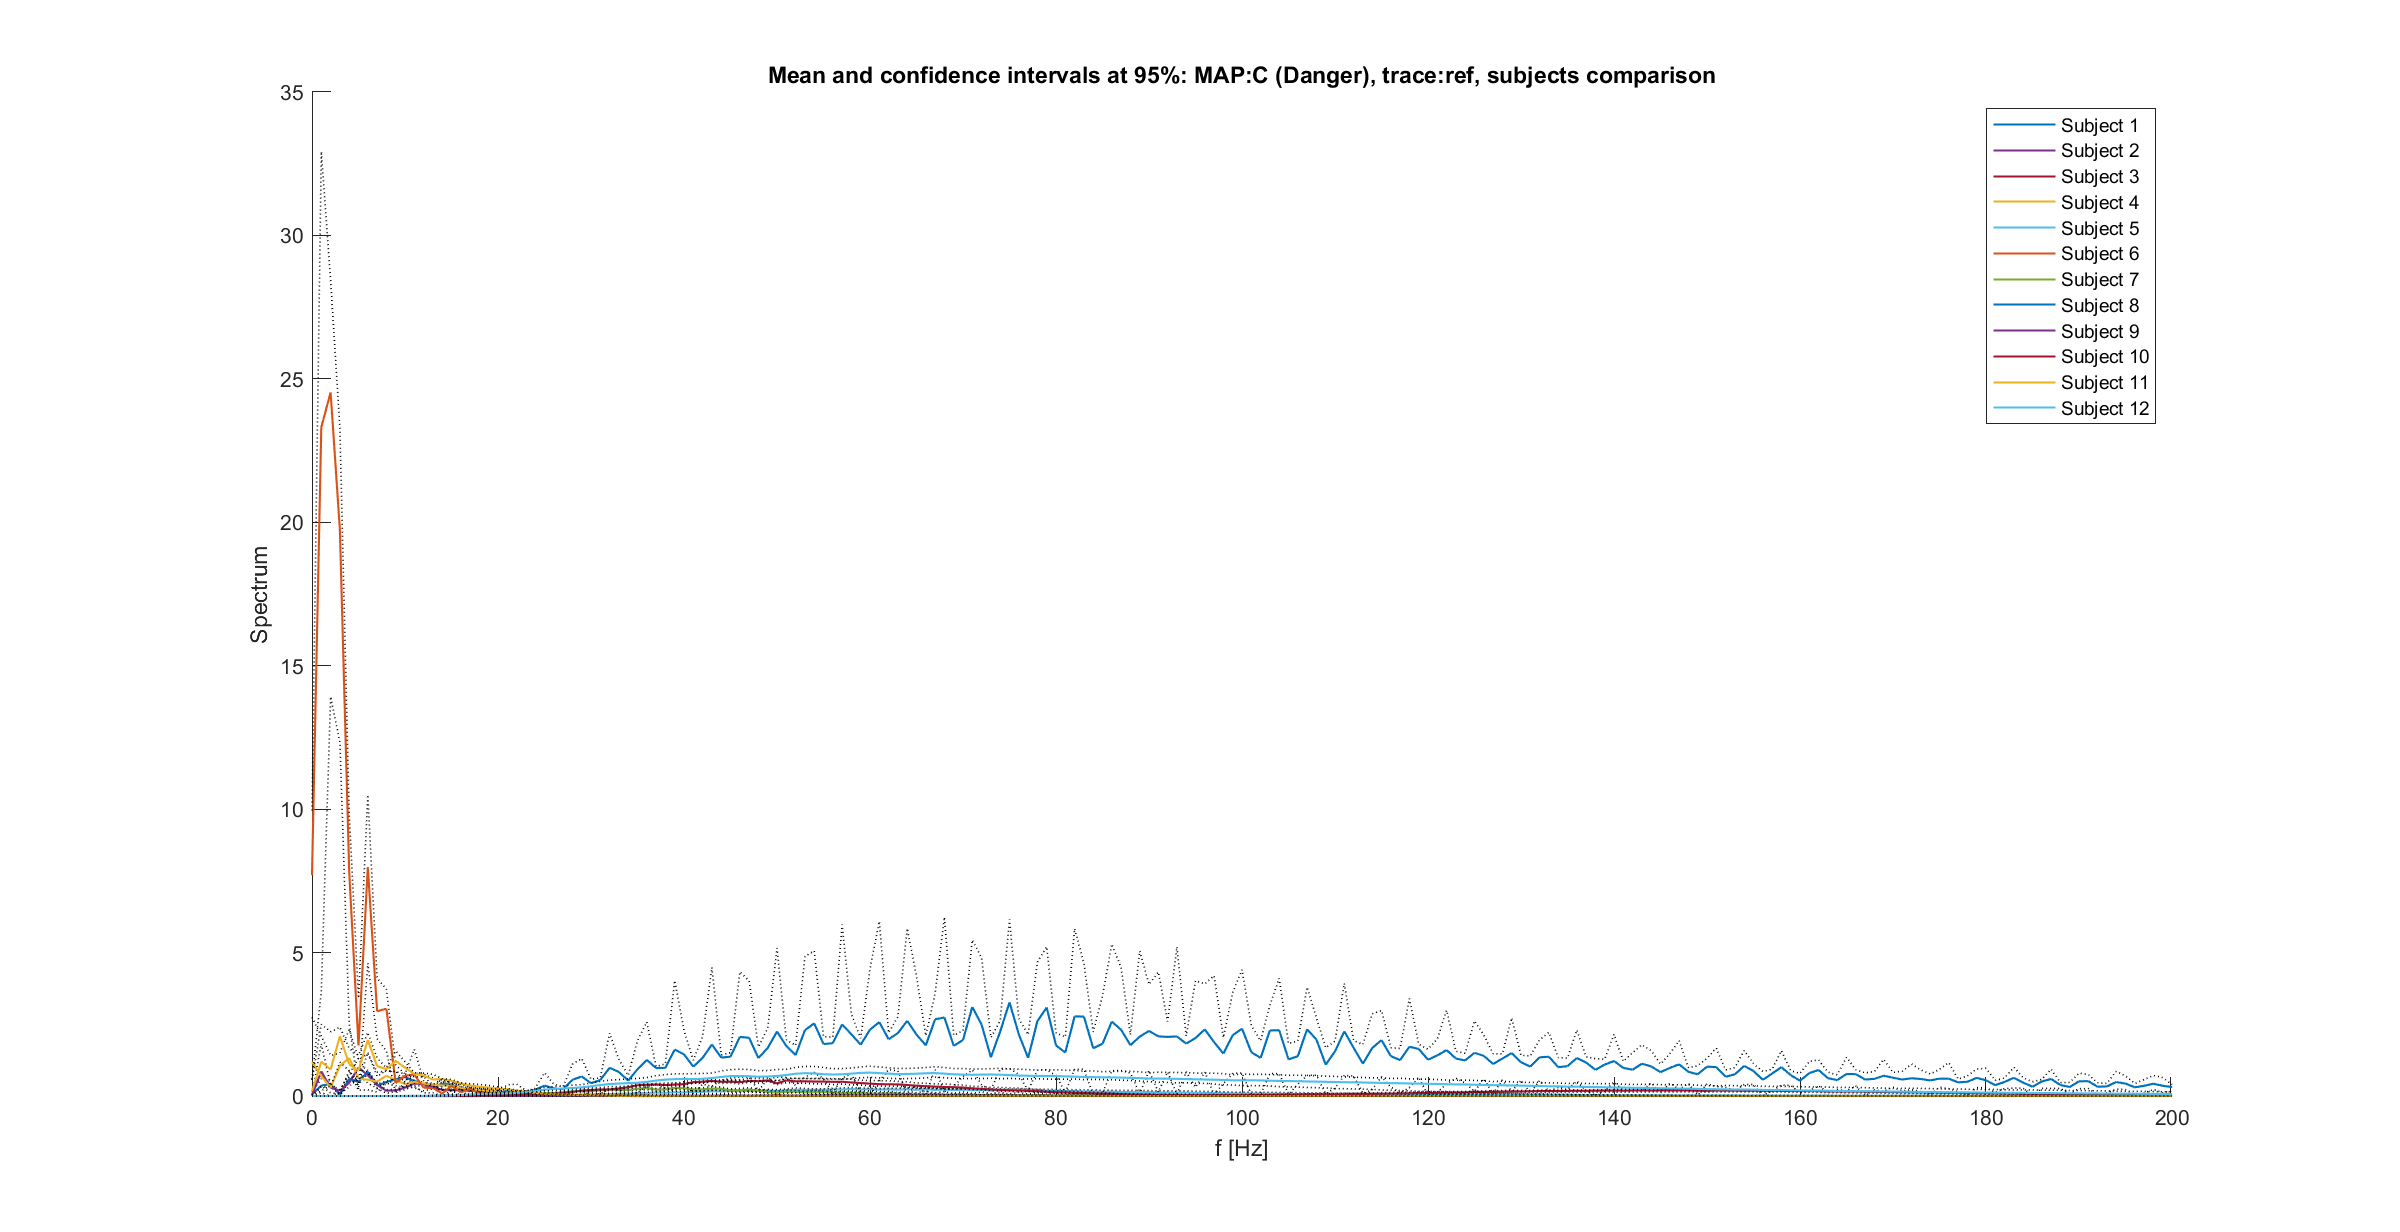 Mean and confidence intervals at 95%: MAP:C (Danger), trace:ref, subjects comparison
35
30
25
20
15
10
5
0
Spectrum
Subject 1
Subject 2
Subject 3
Subject 4
Subject 5
Subject 6
Subject 7
Subject 8
Subject 9
Subject 10
Subject 11
Subject 12
0 20 40 60 80 100 120 140 160 180 200
f [Hz]